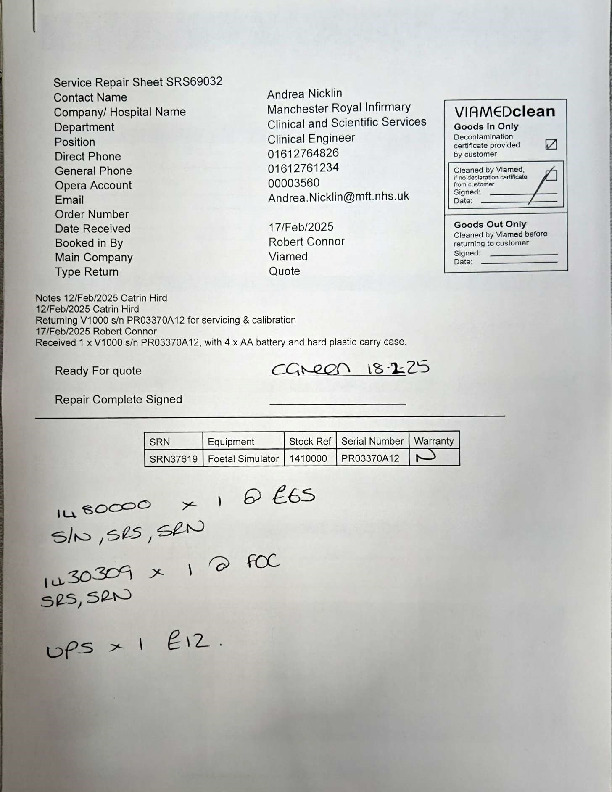 Service Repair Sheet SRS69032
Contact Name Andrea Nicklin
Company/ Hospital Name Manchester Royal Infirmary
Department Clinical and Scientific Services
Position Clinical Engineer
Direct Phone 01612764826
General Phone 01612761234
Opera Account 00003560
Email Andrea.Nicklin@mft.nhs.uk
Order Number
Date Received 17/Feb/2025
Booked in By Robert Connor
Main Company Viamed
Type Return Quote
VIAMEDclean
Goods In Only
Decontamination
certificate provided
by customer
Cleaned by Viamed,
if no declaration certificate
from customer
Signed:
Date:
Goods Out Only
Cleaned by Viamed before
returning to customer
Signed:
Date:
Notes 12/Feb/2025 Catrin Hird
12/Feb/2025 Catrin Hird
Returning V1000 s/n PR03370A12 for servicing & calibration
17/Feb/2025 Robert Connor
Received 1 x V1000 s/n PR03370A12, with 4 x AA battery and hard plastic carry case.
Ready For quote CGreen 18-2-25
Repair Complete Signed
SRN Equipment Stock Ref Serial Number Warranty
SRN37619 Foetal Simulator 1410000 PR03370A12 N
1480000 x 1 @ £65
S/N, SRS, SRN
1430309 x 1 @ FOC
SRS, SRN
UPS x 1 £12.